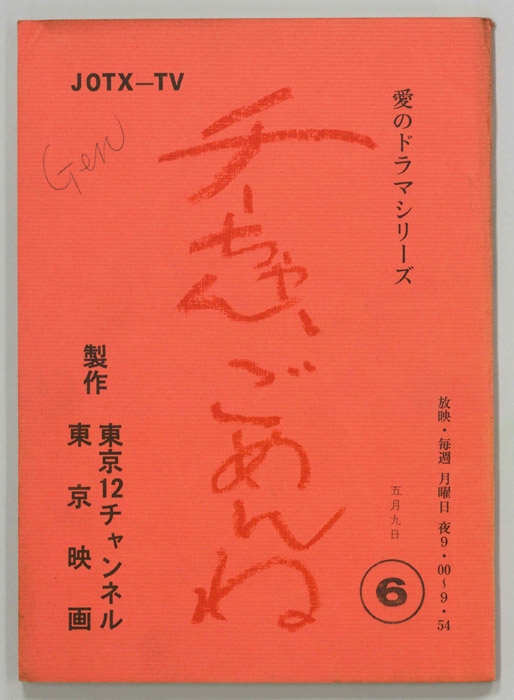 JOTX—TV
Gen
愛のドラマシリーズ
チーちゃん、ごめんね
放映・毎週 月曜日 夜9・00〜9・54
五月九日
6
製作
東京12チャンネル
東京映画